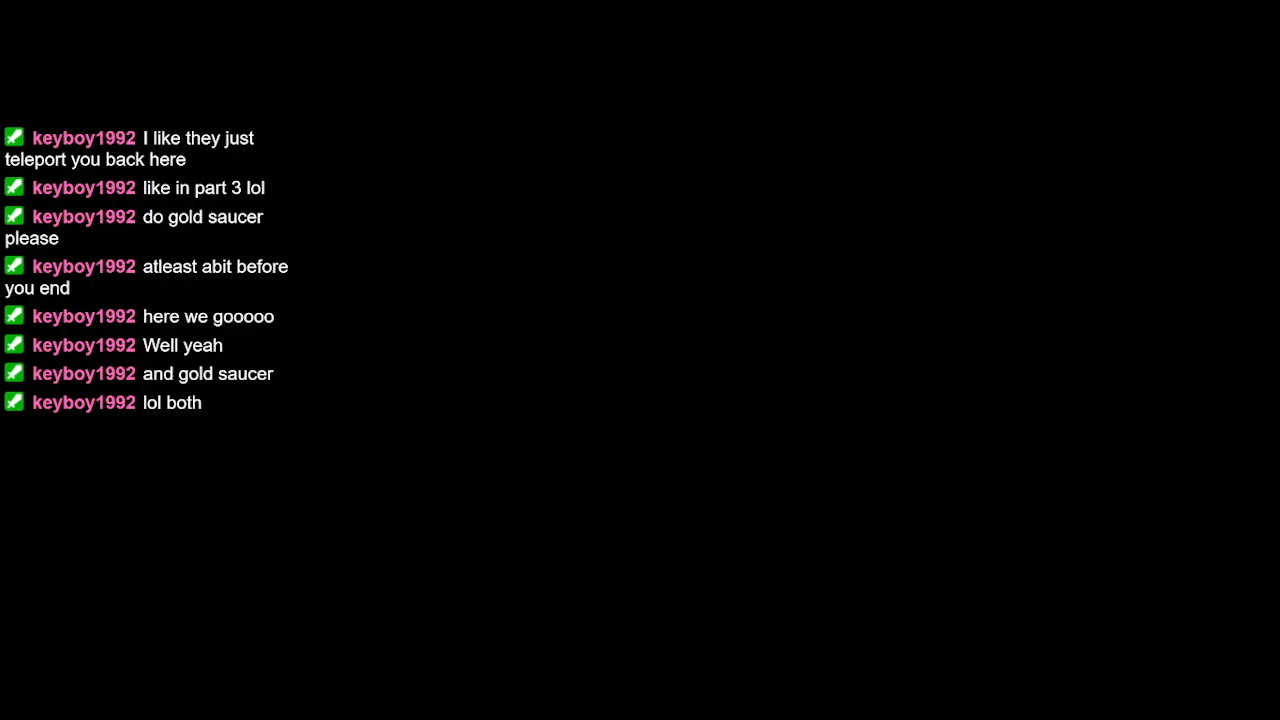 keyboy1992 I like they just
teleport you back here
keyboy1992 like in part 3 lol
keyboy1992 do gold saucer
please
keyboy1992 atleast abit before
you end
keyboy1992 here we gooooo
keyboy1992 Well yeah
keyboy1992 and gold saucer
keyboy1992 lol both